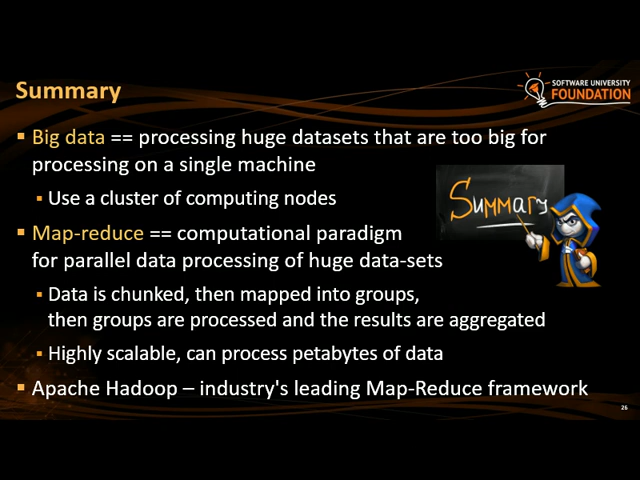 Summary
SOFTWARE UNIVERSITY
FOUNDATION
Big data == processing huge datasets that are too big for
processing on a single machine
Use a cluster of computing nodes
Summary
Map-reduce == computational paradigm
for parallel data processing of huge data-sets
Data is chunked, then mapped into groups,
then groups are processed and the results are aggregated
Highly scalable, can process petabytes of data
Apache Hadoop – industry's leading Map-Reduce framework
26